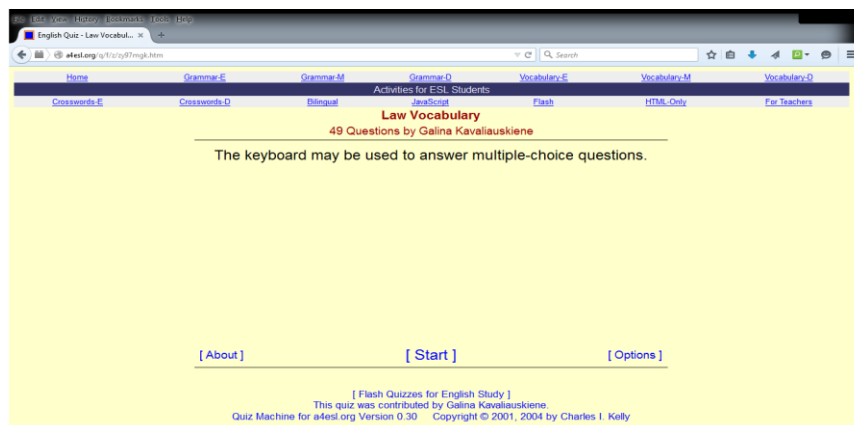 File Edit View History Bookmarks Tools Help
English Quiz - Law Vocabul... × +
a4esl.org/q/f/z/zy97mgk.htm Search
Home Grammar-E Grammar-M Grammar-D Vocabulary-E Vocabulary-M Vocabulary-D
Activities for ESL Students
Crosswords-E Crosswords-D Bilingual JavaScript Flash HTML-Only For Teachers
Law Vocabulary
49 Questions by Galina Kavaliauskiene
The keyboard may be used to answer multiple-choice questions.
[ About ] [ Start ] [ Options ]
[ Flash Quizzes for English Study ]
This quiz was contributed by Galina Kavaliauskiene.
Quiz Machine for a4esl.org Version 0.30 Copyright © 2001, 2004 by Charles I. Kelly